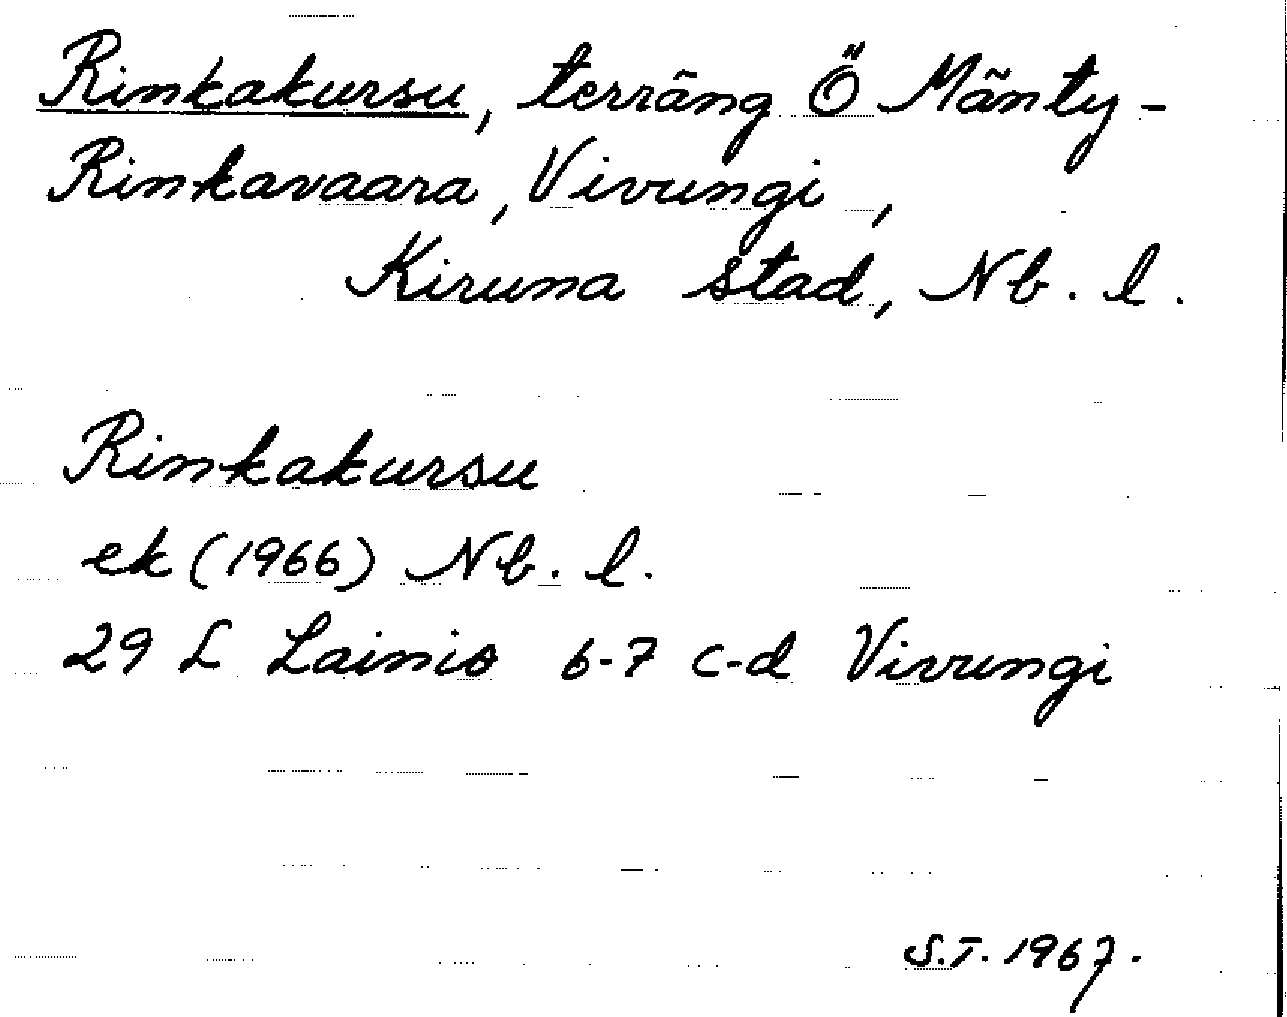 Rinkakursu, terräng Ö Mänty-
Rinkavaara, Vivungi,
Kiruna stad, Nb. l.
Rinkakursu
ek (1966) Nb. l.
29 L Lainio 6-7 c-d Vivungi
S.T. 1967.